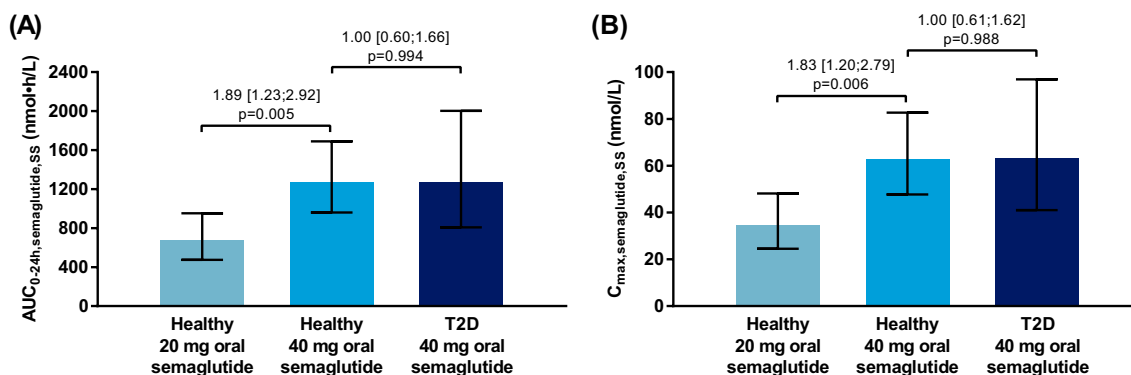 (A)
1.00 [0.60;1.66]
p=0.994
1.89 [1.23;2.92]
p=0.005
AUC0-24h,semaglutide,SS (nmol•h/L)
2400
2000
1600
1200
800
400
0
Healthy
20 mg oral
semaglutide
Healthy
40 mg oral
semaglutide
T2D
40 mg oral
semaglutide
(B)
1.00 [0.61;1.62]
p=0.988
1.83 [1.20;2.79]
p=0.006
Cmax,semaglutide,SS (nmol/L)
100
80
60
40
20
0
Healthy
20 mg oral
semaglutide
Healthy
40 mg oral
semaglutide
T2D
40 mg oral
semaglutide